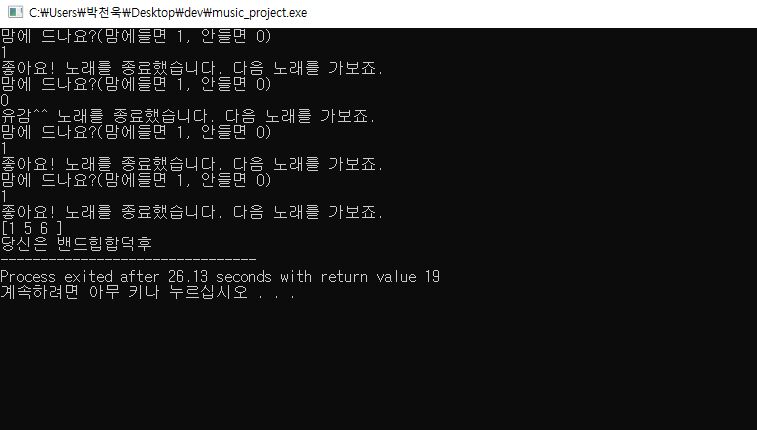 C:₩Users₩박천욱₩Desktop₩dev₩music_project.exe
맘에 드나요?(맘에들면 1, 안들면 0)
1
좋아요! 노래를 종료했습니다. 다음 노래를 가보죠.
맘에 드나요?(맘에들면 1, 안들면 0)
0
유감^^ 노래를 종료했습니다. 다음 노래를 가보죠.
맘에 드나요?(맘에들면 1, 안들면 0)
1
좋아요! 노래를 종료했습니다. 다음 노래를 가보죠.
맘에 드나요?(맘에들면 1, 안들면 0)
1
좋아요! 노래를 종료했습니다. 다음 노래를 가보죠.
[1 5 6 ]
당신은 밴드힙합덕후
--------------------------------
Process exited after 26.13 seconds with return value 19
계속하려면 아무 키나 누르십시오 . . .